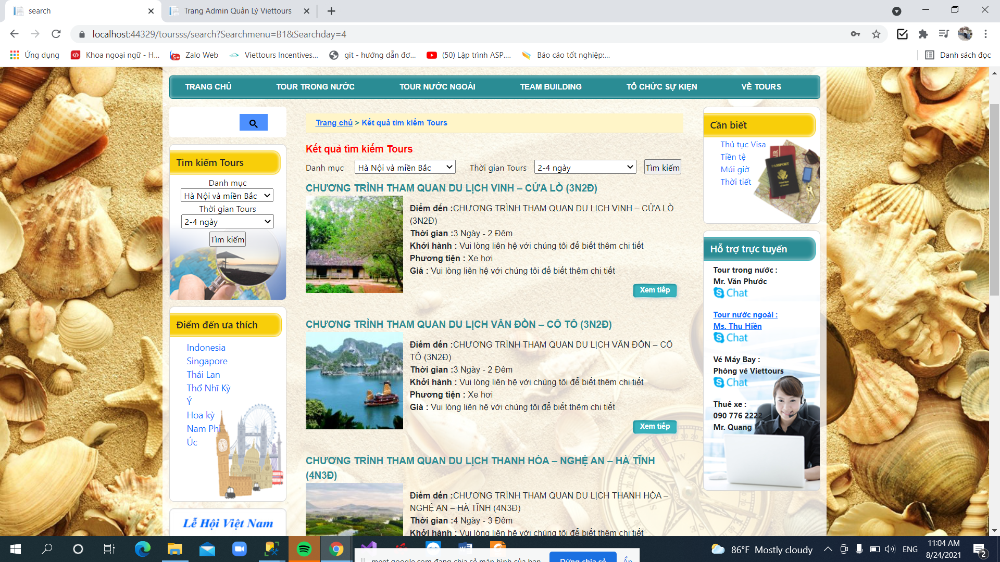 search
Trang Admin Quản Lý Viettours
localhost:44329/toursss/search?Searchmenu=B1&Searchday=4
Ứng dụng
Khoa ngoại ngữ - H...
5+
Zalo Web
Viettours Incentives...
git - hướng dẫn đơ...
(50) Lập trình ASP....
Báo cáo tốt nghiệp:...
Danh sách đọc
TRANG CHỦ
TOUR TRONG NƯỚC
TOUR NƯỚC NGOÀI
TEAM BUILDING
TỔ CHỨC SỰ KIỆN
VỀ TOURS
Tìm kiếm Tours
Danh mục
Hà Nội và miền Bắc
Thời gian Tours
2-4 ngày
Tìm kiếm
Điểm đến ưa thích
Indonesia
Singapore
Thái Lan
Thổ Nhĩ Kỳ
Ý
Hoa kỳ
Nam Phi
Úc
Lễ Hội Việt Nam
Trang chủ > Kết quả tìm kiếm Tours
Kết quả tìm kiếm Tours
Danh mục Hà Nội và miền Bắc Thời gian Tours 2-4 ngày Tìm kiếm
CHƯƠNG TRÌNH THAM QUAN DU LỊCH VINH – CỬA LÒ (3N2Đ)
Điểm đến :CHƯƠNG TRÌNH THAM QUAN DU LỊCH VINH – CỬA LÒ
(3N2Đ)
Thời gian :3 Ngày - 2 Đêm
Khởi hành : Vui lòng liên hệ với chúng tôi để biết thêm chi tiết
Phương tiện : Xe hơi
Giá : Vui lòng liên hệ với chúng tôi để biết thêm chi tiết
Xem tiếp
CHƯƠNG TRÌNH THAM QUAN DU LỊCH VÂN ĐỒN – CÔ TÔ (3N2Đ)
Điểm đến :CHƯƠNG TRÌNH THAM QUAN DU LỊCH VÂN ĐỒN – CÔ
TÔ (3N2Đ)
Thời gian :3 Ngày - 2 Đêm
Khởi hành : Vui lòng liên hệ với chúng tôi để biết thêm chi tiết
Phương tiện : Xe hơi
Giá : Vui lòng liên hệ với chúng tôi để biết thêm chi tiết
Xem tiếp
CHƯƠNG TRÌNH THAM QUAN DU LỊCH THANH HÓA – NGHỆ AN – HÀ TĨNH
(4N3Đ)
Điểm đến :CHƯƠNG TRÌNH THAM QUAN DU LỊCH THANH HÓA –
NGHỆ AN – HÀ TĨNH (4N3Đ)
Thời gian :4 Ngày - 3 Đêm
Khởi hành : Vui lòng liên hệ với chúng tôi để biết thêm chi tiết
Cần biết
Thủ tục Visa
Tiền tệ
Múi giờ
Thời tiết
PASSPORT
Hỗ trợ trực tuyến
Tour trong nước :
Mr. Văn Phước
Chat
Tour nước ngoài :
Ms. Thu Hiền
Chat
Vé Máy Bay :
Phòng vé Viettours
Chat
Thuê xe :
090 776 2222
Mr. Quang
meet.google.com đang chia sẻ màn hình của bạn.
Dừng chia sẻ
Ẩn
86°F Mostly cloudy
ENG
11:04 AM
8/24/2021
2